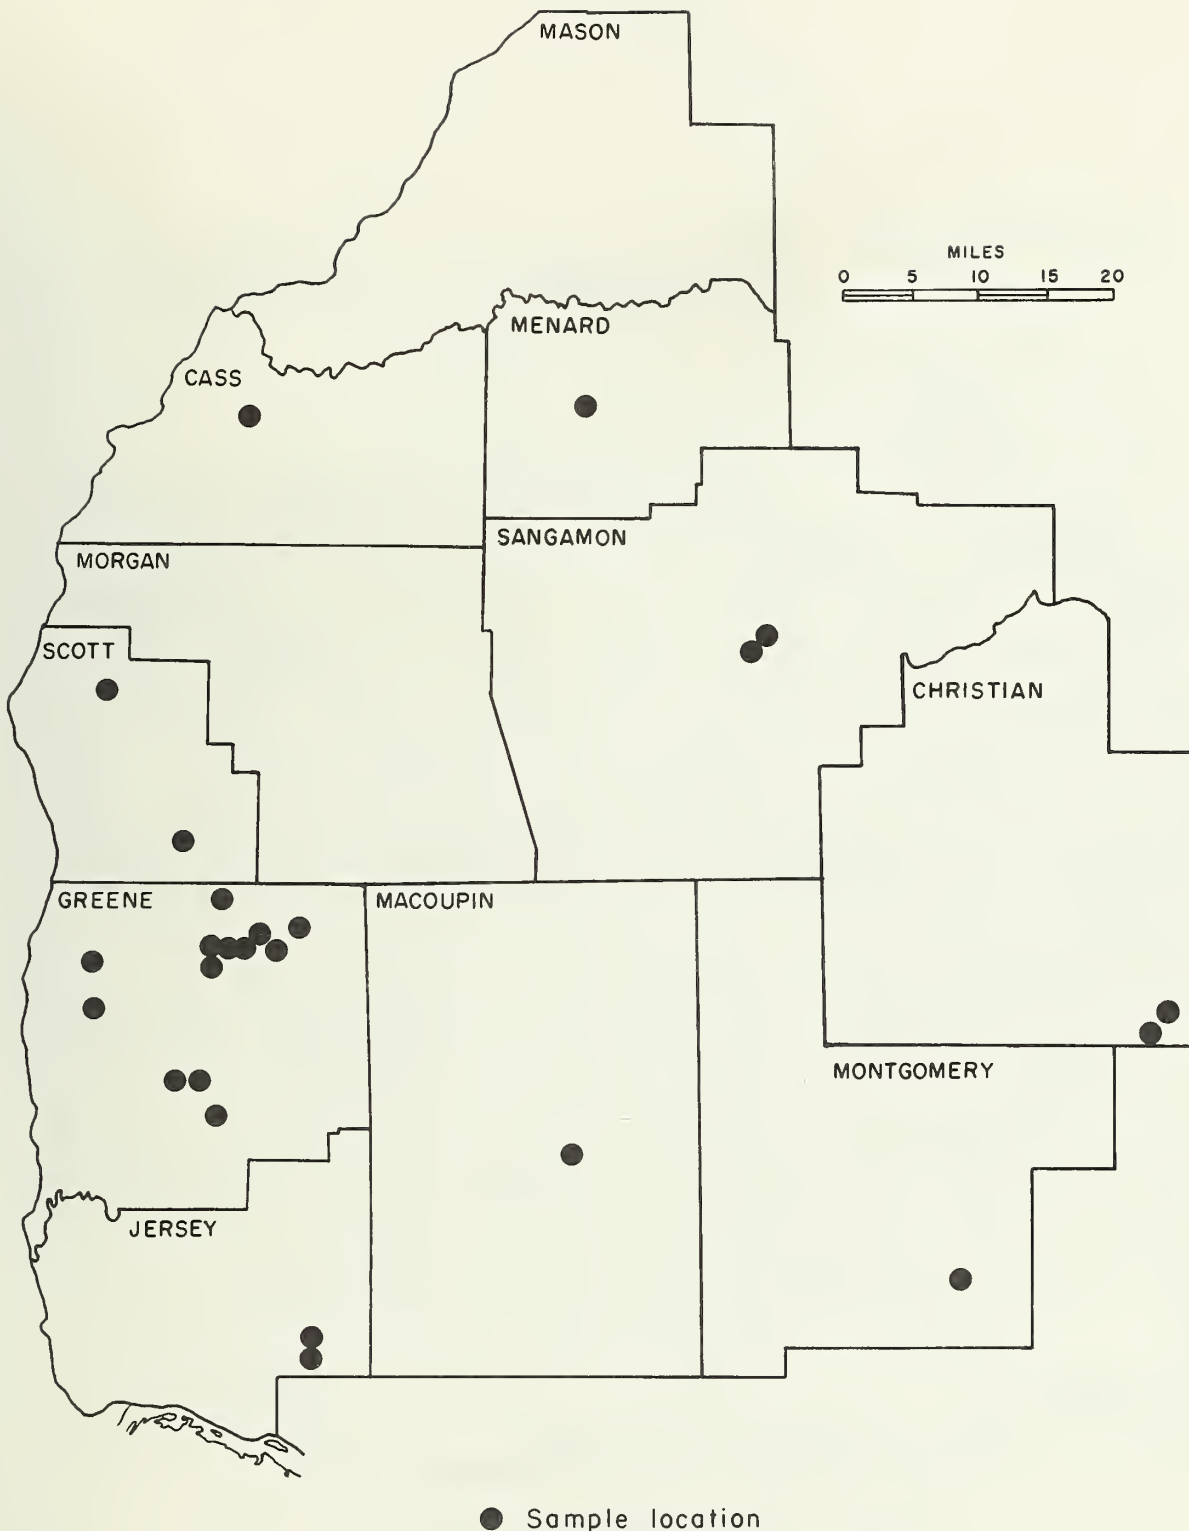 MASON
MILES
0 5 10 15 20
MENARD
CASS
SANGAMON
MORGAN
SCOTT
CHRISTIAN
GREENE
MACOUPIN
MONTGOMERY
JERSEY
Sample location